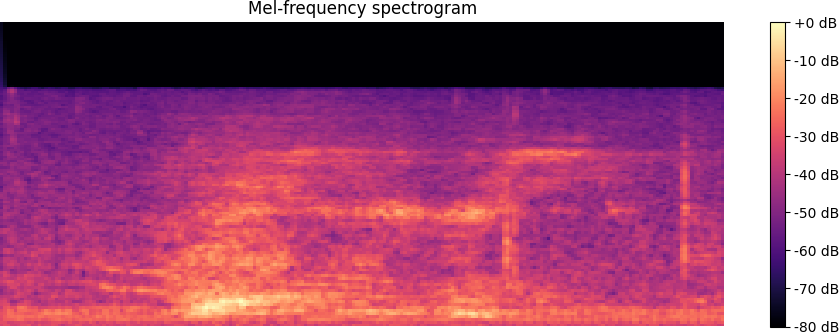 Mel-frequency spectrogram
+0 dB
-10 dB
-20 dB
-30 dB
-40 dB
-50 dB
-60 dB
-70 dB
-80 dB